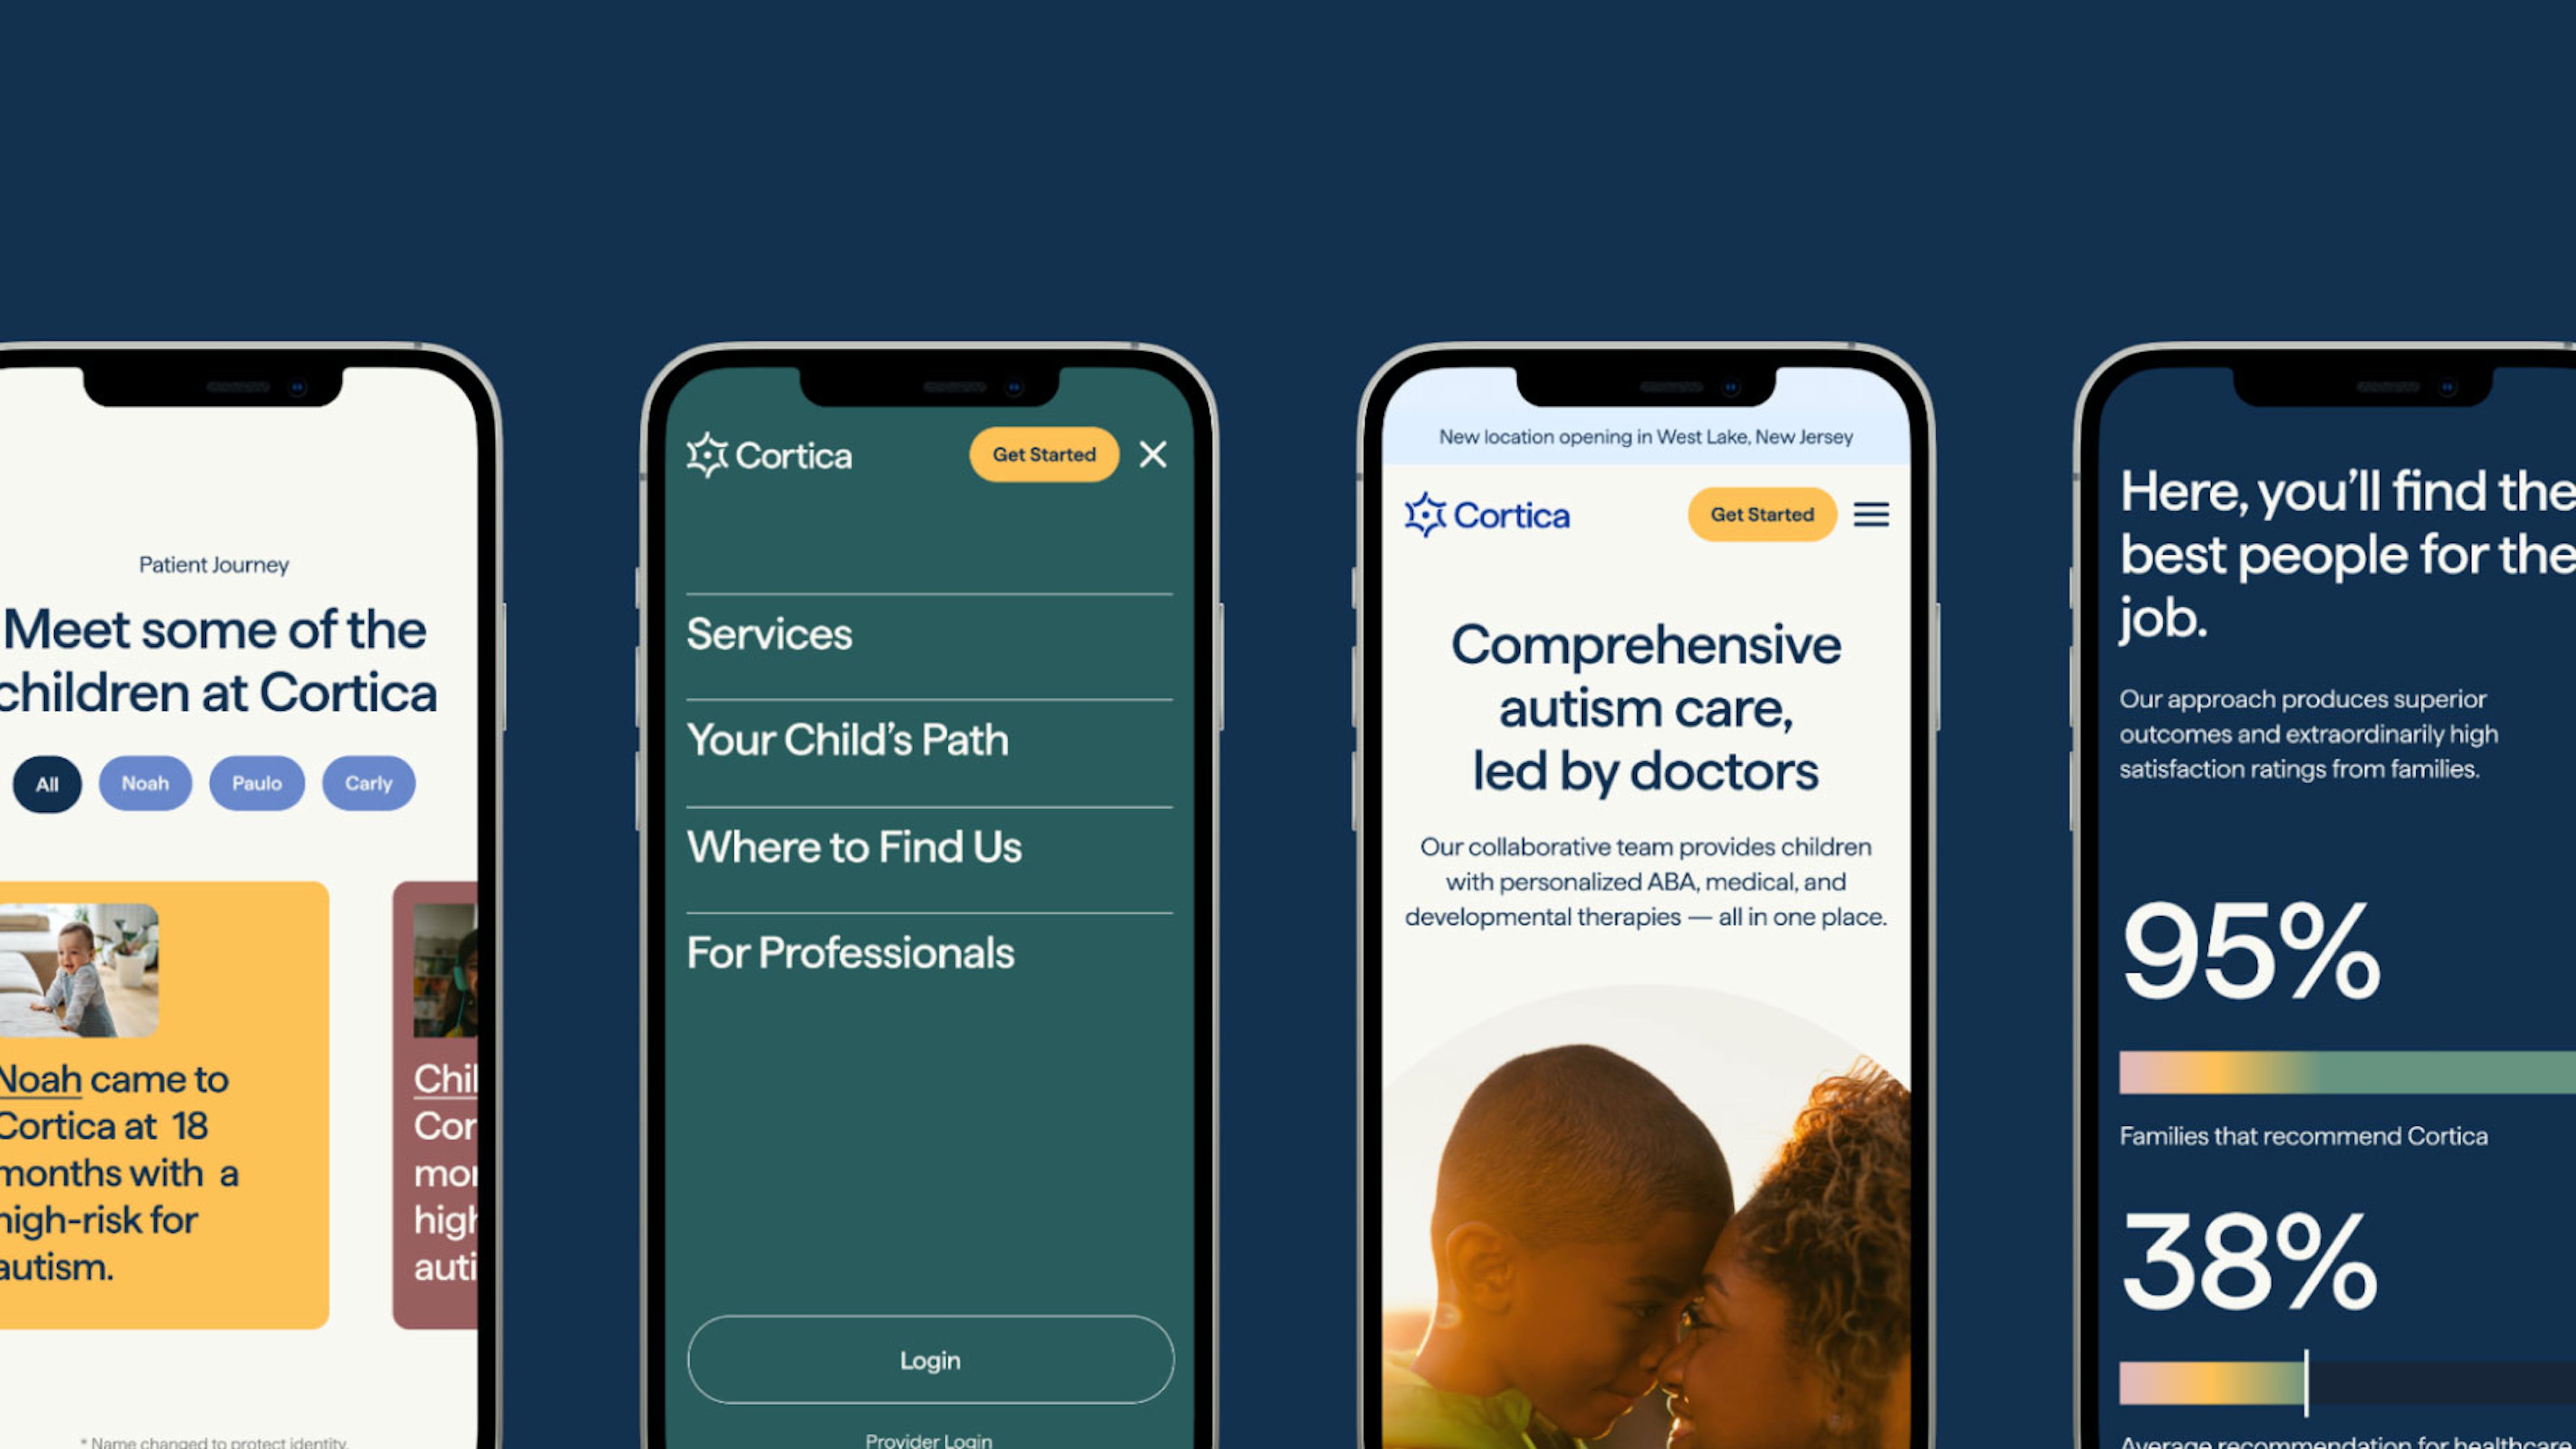 Patient Journey
Meet some of the
children at Cortica
All
Noah
Paulo
Carly
Noah came to
Cortica at 18
months with a
high-risk for
autism.
Chil
Cor
mor
high
auti
* Name changed to protect identity.
Cortica
Get Started
Services
Your Child's Path
Where to Find Us
For Professionals
Login
Provider Login
New location opening in West Lake, New Jersey
Cortica
Get Started
Comprehensive
autism care,
led by doctors
Our collaborative team provides children
with personalized ABA, medical, and
developmental therapies — all in one place.
Here, you'll find the
best people for the
job.
Our approach produces superior
outcomes and extraordinarily high
satisfaction ratings from families.
95%
Families that recommend Cortica
38%
Average recommendation for healthcare